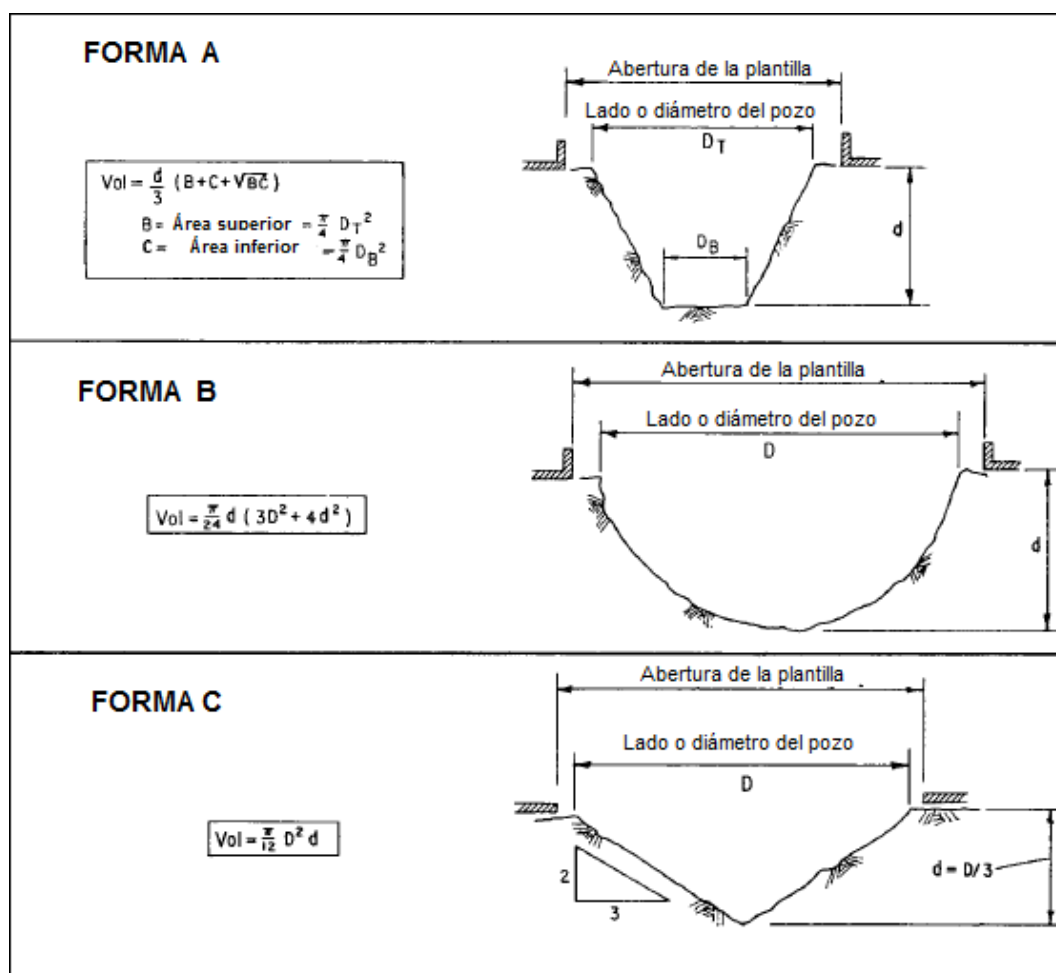 FORMA A
Abertura de la plantilla
Lado o diámetro del pozo
D_T
Vol = d/3 (B+C+√BC)
B = Área superior = π/4 D_T²
C = Área inferior = π/4 D_B²
D_B
d
FORMA B
Abertura de la plantilla
Lado o diámetro del pozo
D
Vol = π/24 d (3D² + 4d²)
d
FORMA C
Abertura de la plantilla
Lado o diámetro del pozo
D
Vol = π/12 D² d
2
3
d = D/3